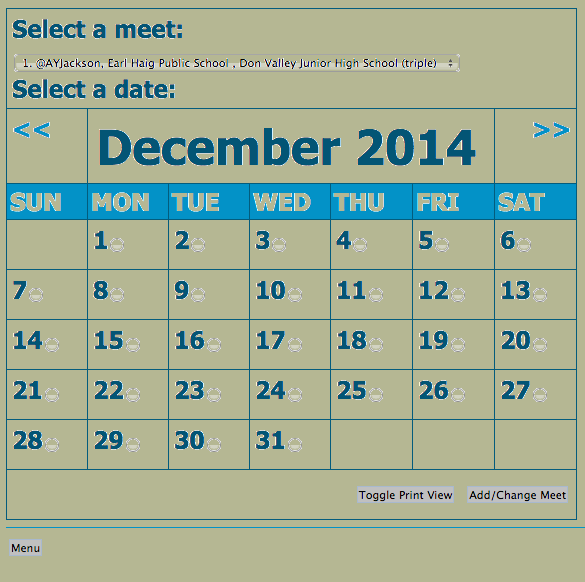 Select a meet:
1. @AYJackson, Earl Haig Public School , Don Valley Junior High School (triple)
Select a date:
<< December 2014 >>
SUN MON TUE WED THU FRI SAT
1 2 3 4 5 6
7 8 9 10 11 12 13
14 15 16 17 18 19 20
21 22 23 24 25 26 27
28 29 30 31
Toggle Print View Add/Change Meet
Menu